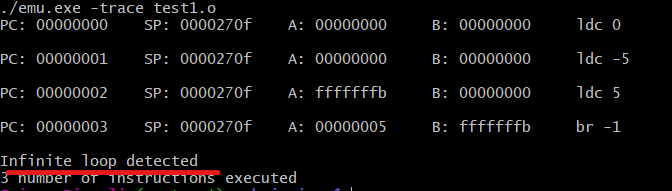 ./emu.exe -trace test1.o
PC: 00000000 SP: 0000270f A: 00000000 B: 00000000 ldc 0
PC: 00000001 SP: 0000270f A: 00000000 B: 00000000 ldc -5
PC: 00000002 SP: 0000270f A: fffffffb B: 00000000 ldc 5
PC: 00000003 SP: 0000270f A: 00000005 B: fffffffb br -1
Infinite loop detected
3 number of instructions executed